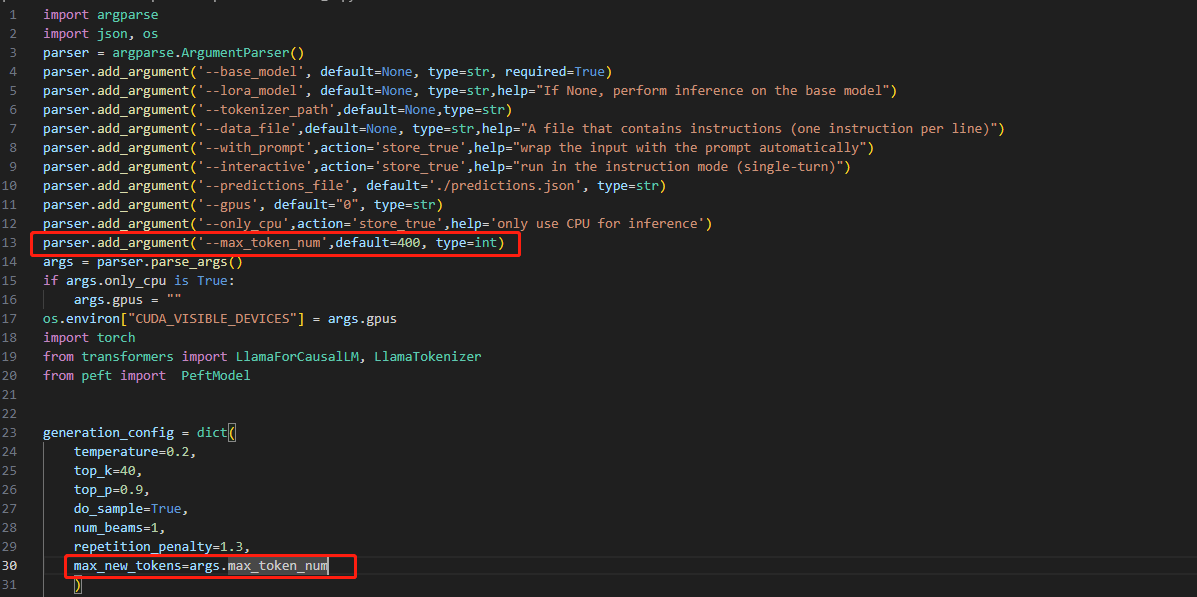 1 import argparse
2 import json, os
3 parser = argparse.ArgumentParser()
4 parser.add_argument('--base_model', default=None, type=str, required=True)
5 parser.add_argument('--lora_model', default=None, type=str,help="If None, perform inference on the base model")
6 parser.add_argument('--tokenizer_path',default=None,type=str)
7 parser.add_argument('--data_file',default=None, type=str,help="A file that contains instructions (one instruction per line)")
8 parser.add_argument('--with_prompt',action='store_true',help="wrap the input with the prompt automatically")
9 parser.add_argument('--interactive',action='store_true',help="run in the instruction mode (single-turn)")
10 parser.add_argument('--predictions_file', default='./predictions.json', type=str)
11 parser.add_argument('--gpus', default="0", type=str)
12 parser.add_argument('--only_cpu',action='store_true',help='only use CPU for inference')
13 parser.add_argument('--max_token_num',default=400, type=int)
14 args = parser.parse_args()
15 if args.only_cpu is True:
16     args.gpus = ""
17 os.environ["CUDA_VISIBLE_DEVICES"] = args.gpus
18 import torch
19 from transformers import LlamaForCausalLM, LlamaTokenizer
20 from peft import  PeftModel
21
22
23 generation_config = dict(
24     temperature=0.2,
25     top_k=40,
26     top_p=0.9,
27     do_sample=True,
28     num_beams=1,
29     repetition_penalty=1.3,
30     max_new_tokens=args.max_token_num
31     )